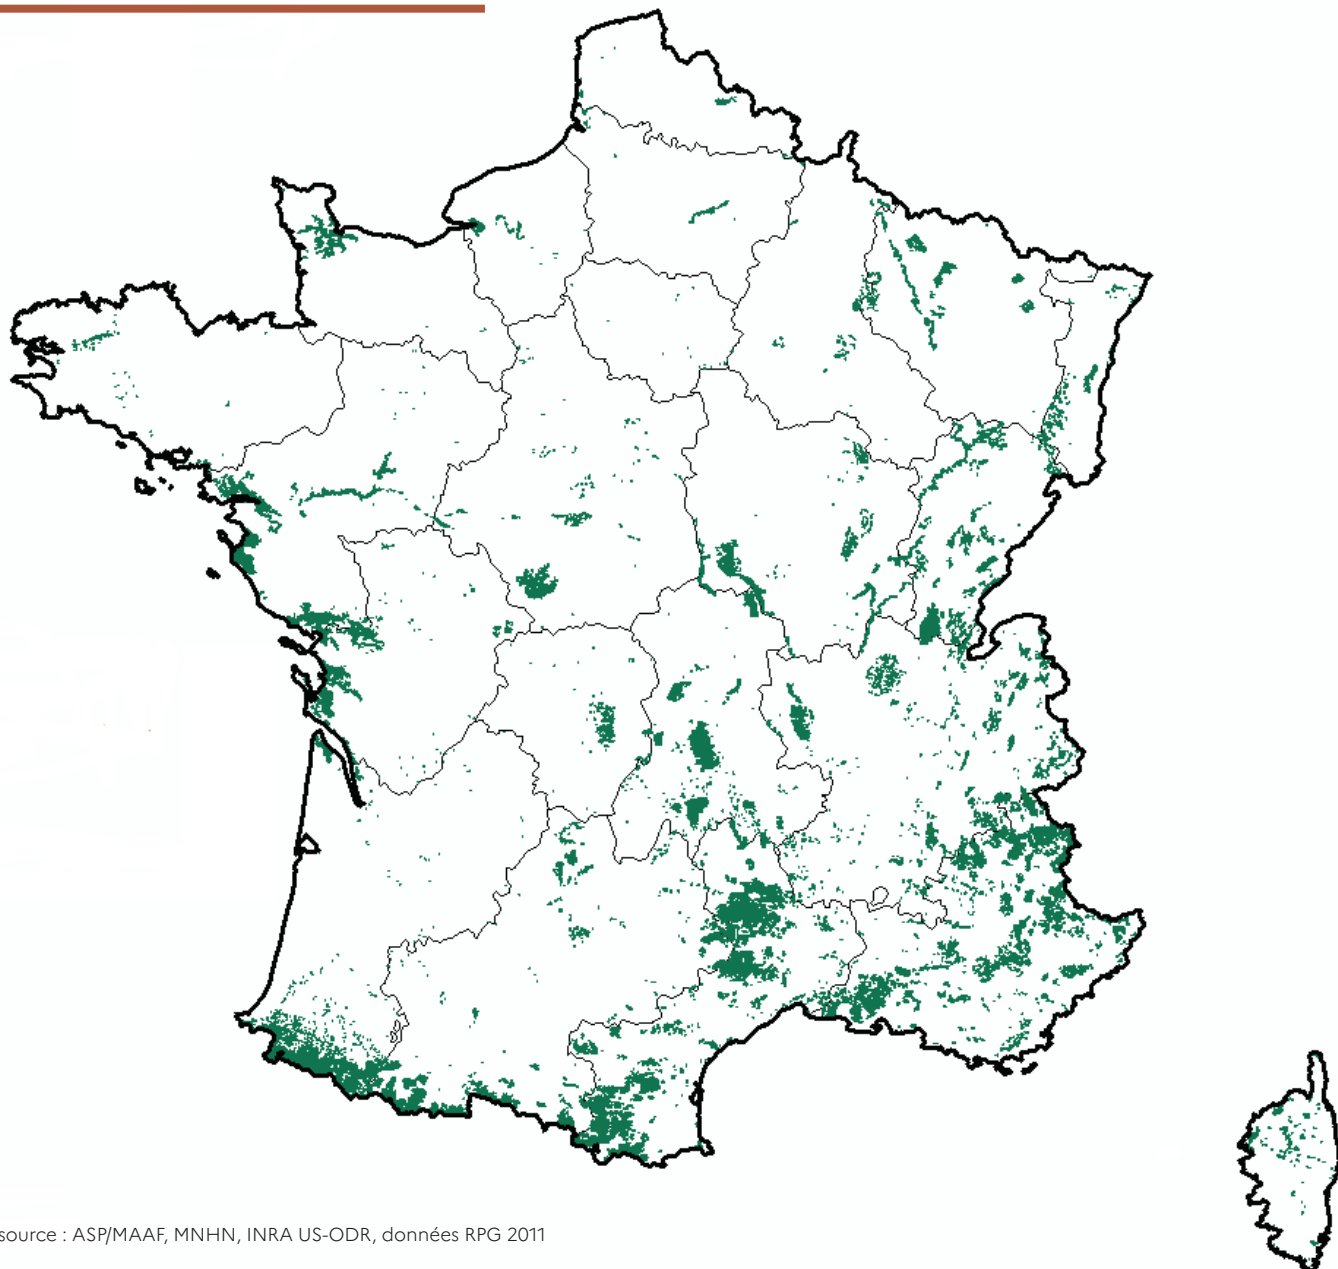 source : ASP/MAAF, MNHN, INRA US-ODR, données RPG 2011